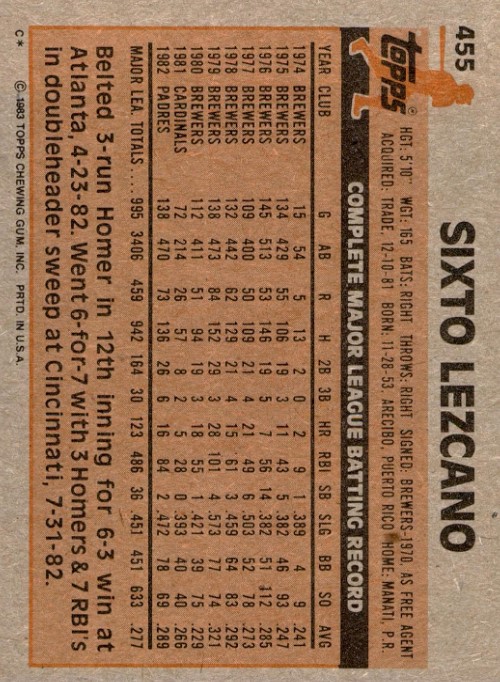 455
SIXTO LEZCANO
topps®
HGT: 5'10" WGT: 165 BATS: RIGHT THROWS: RIGHT SIGNED: BREWERS-1970, AS FREE AGENT
ACQUIRED: TRADE, 12-10-81 BORN: 11-28-53, ARECIBO, PUERTO RICO HOME: MANATI, P.R.
COMPLETE MAJOR LEAGUE BATTING RECORD
YEAR CLUB G AB R H 2B 3B HR RBI SB SLG BB SO AVG
1974 BREWERS 15 54 5 13 2 0 2 9 1 .389 4 9 .241
1975 BREWERS 134 429 55 106 19 3 11 43 5 .382 46 93 .247
1976 BREWERS 145 513 53 146 19 5 7 56 14 .382 51 112 .285
1977 BREWERS 109 400 50 109 21 4 21 49 6 .503 52 78 .273
1978 BREWERS 132 442 62 129 21 4 15 61 3 .459 64 83 .292
1979 BREWERS 138 473 84 152 29 3 28 101 4 .573 77 74 .321
1980 BREWERS 112 411 51 94 19 3 18 55 1 .421 39 75 .229
1981 CARDINALS 72 214 26 57 8 2 5 28 0 .393 40 40 .266
1982 PADRES 138 470 73 136 26 6 16 84 2 .472 78 69 .289
MAJOR LEA. TOTALS .... 995 3406 459 942 164 30 123 486 36 .451 451 633 .277
Belted 3-run Homer in 12th inning for 6-3 win at
Atlanta, 4-23-82. Went 6-for-7 with 3 Homers & 7 RBI's
in doubleheader sweep at Cincinnati, 7-31-82.
C* © 1983 TOPPS CHEWING GUM, INC. PRTD. IN U.S.A.